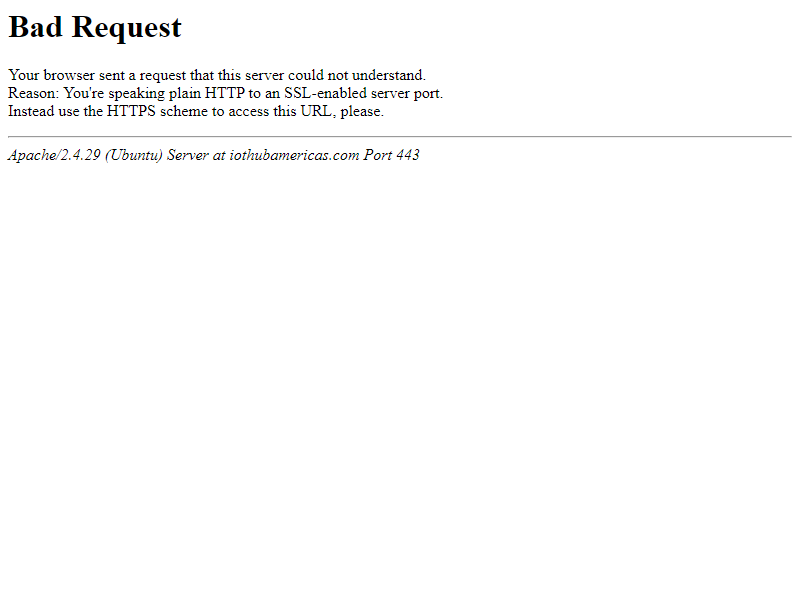 Bad Request
Your browser sent a request that this server could not understand.
Reason: You're speaking plain HTTP to an SSL-enabled server port.
Instead use the HTTPS scheme to access this URL, please.
Apache/2.4.29 (Ubuntu) Server at iothubamericas.com Port 443